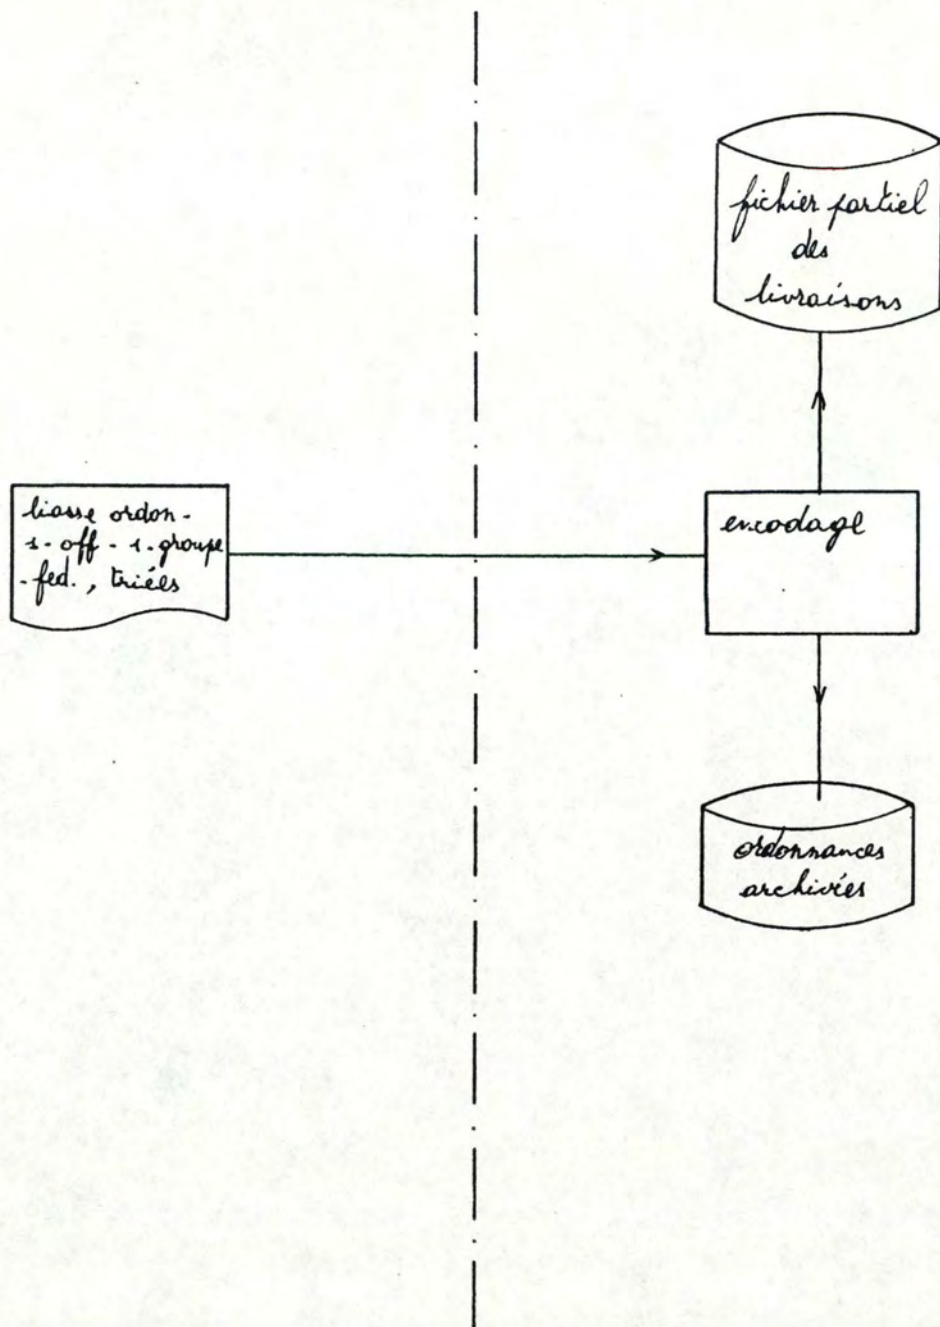 fichier partiel
des
livraisons
liasse ordon-
s. off - s. groupe
- fed., triées
encodage
ordonnances
archivées